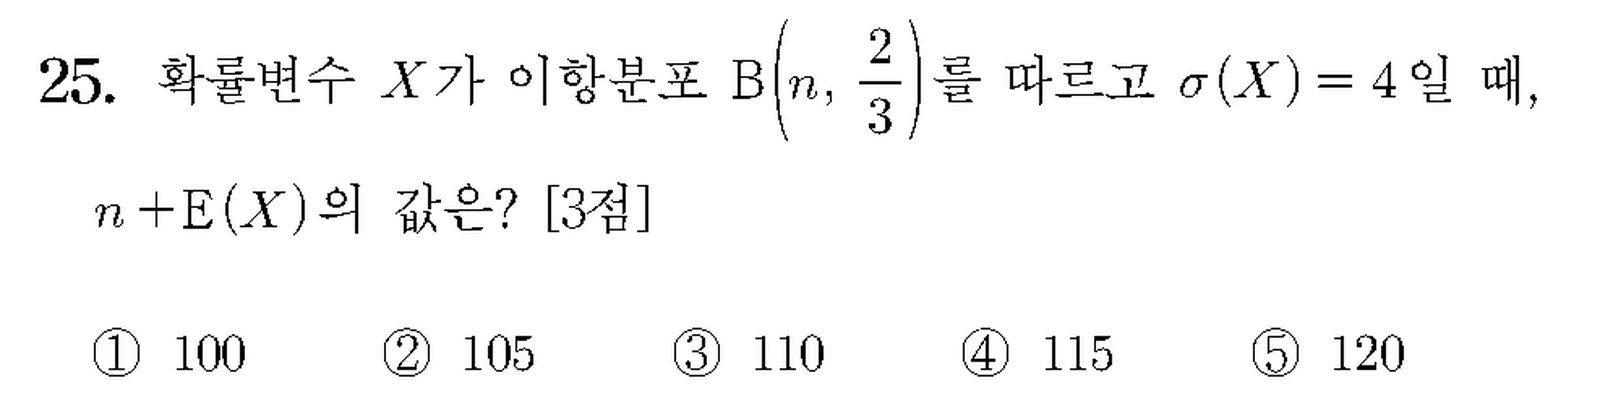 25. 확률변수 X가 이항분포 B(n, 2/3)를 따르고 σ(X) = 4일 때,
n+E(X)의 값은? [3점]
① 100 ② 105 ③ 110 ④ 115 ⑤ 120